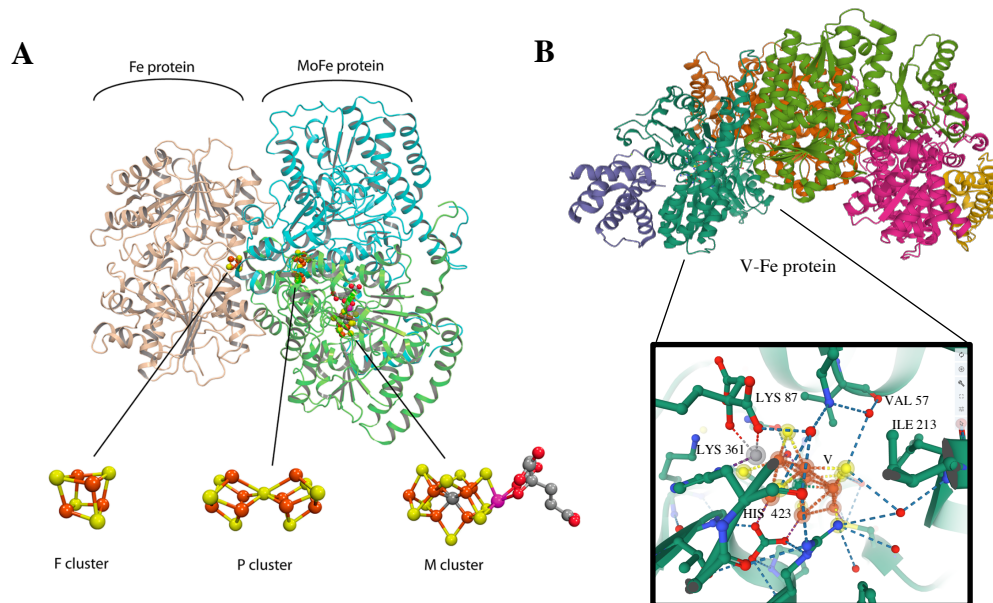 A
Fe protein
MoFe protein
F cluster
P cluster
M cluster
B
V-Fe protein
LYS 87
VAL 57
ILE 213
LYS 361
V
HIS 423